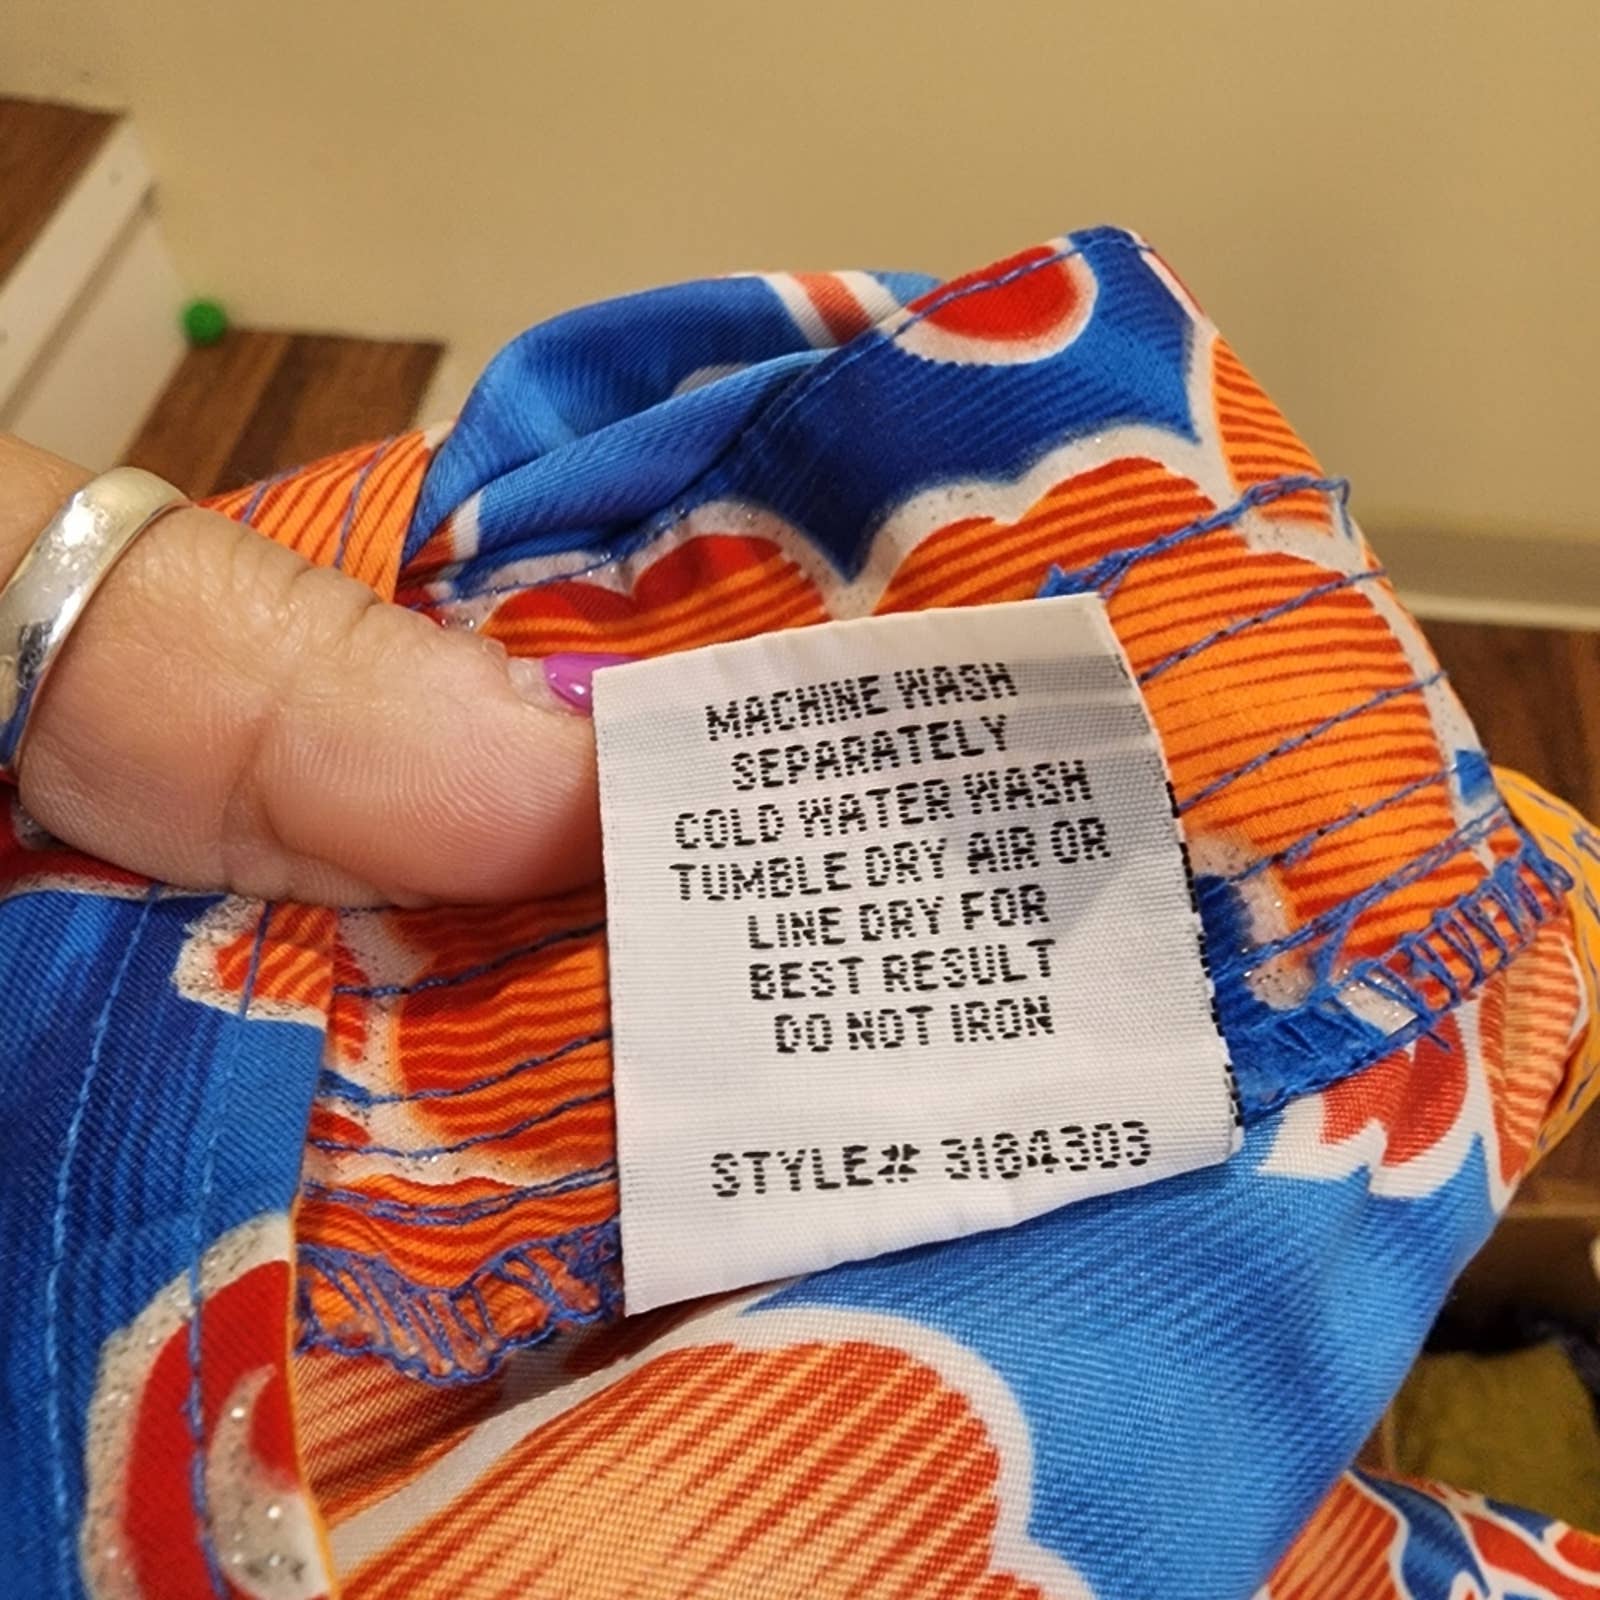 MACHINE WASH
SEPARATELY
COLD WATER WASH
TUMBLE DRY AIR OR
LINE DRY FOR
BEST RESULT
DO NOT IRON
STYLE# 3184303